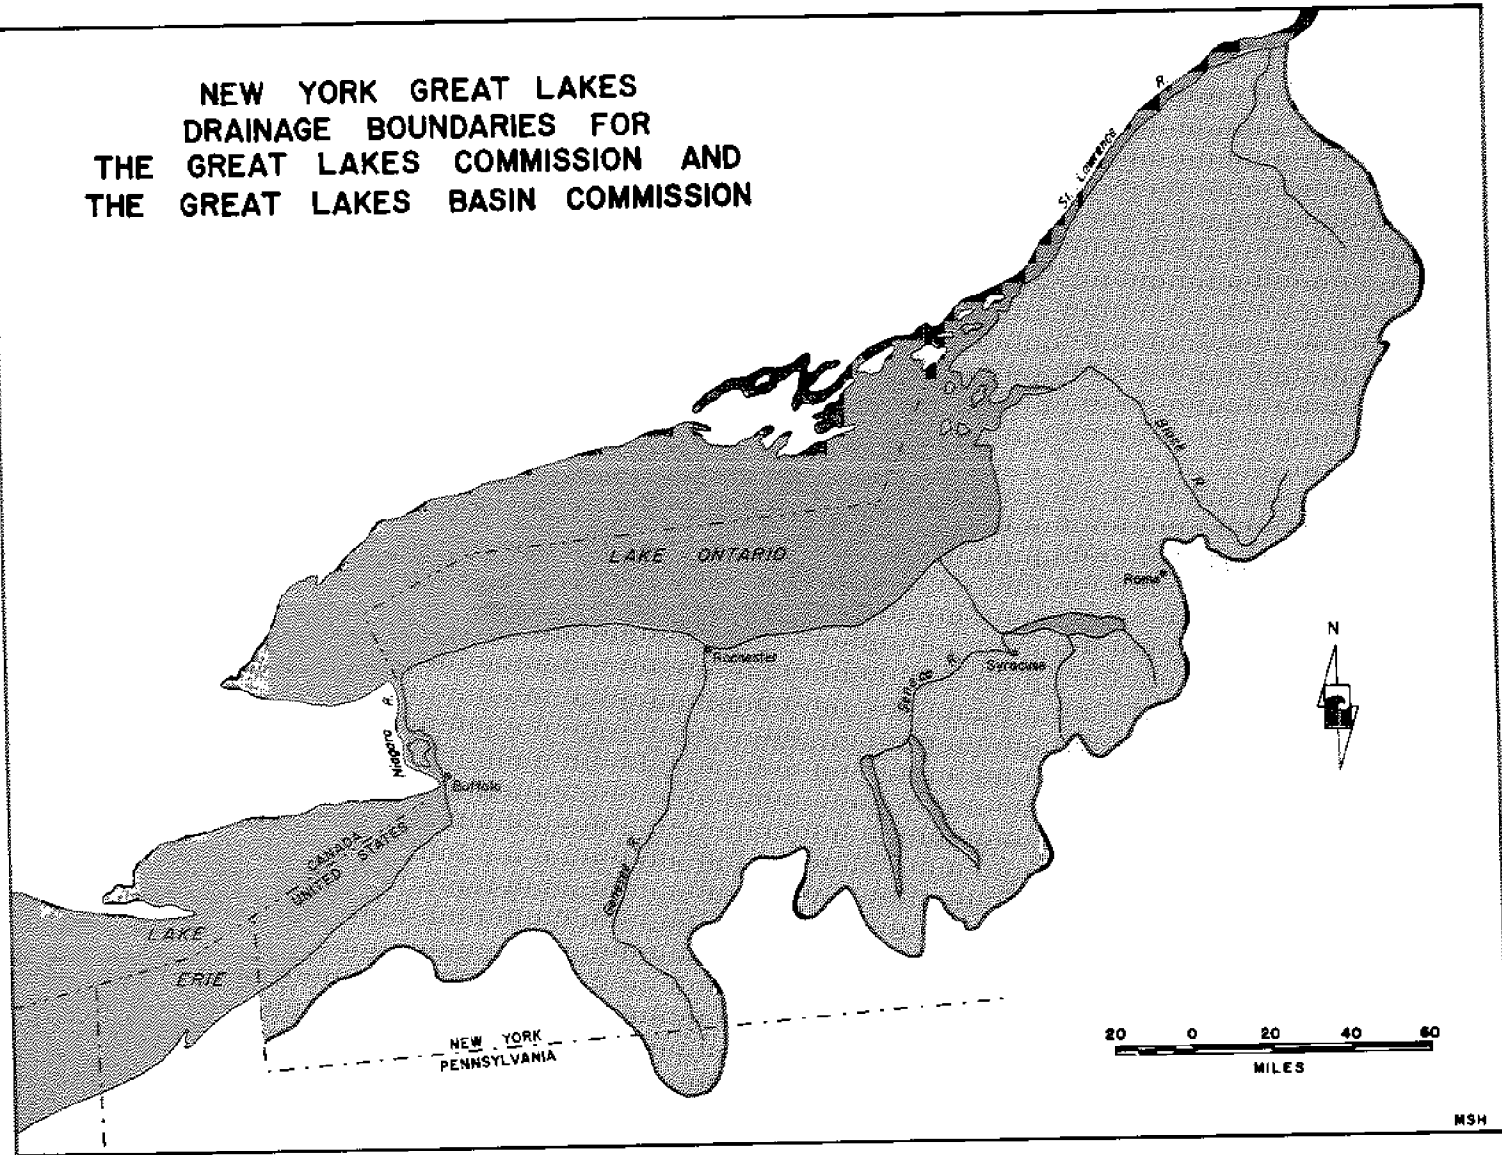 NEW YORK GREAT LAKES
DRAINAGE BOUNDARIES FOR
THE GREAT LAKES COMMISSION AND
THE GREAT LAKES BASIN COMMISSION
St. Lawrence R.
Black R.
LAKE ONTARIO
Rome
Rochester
Syracuse
Seneca R.
Niagara R.
Buffalo
CANADA
UNITED STATES
Genesee R.
LAKE
ERIE
NEW YORK
PENNSYLVANIA
N
20 0 20 40 60
MILES
MSH